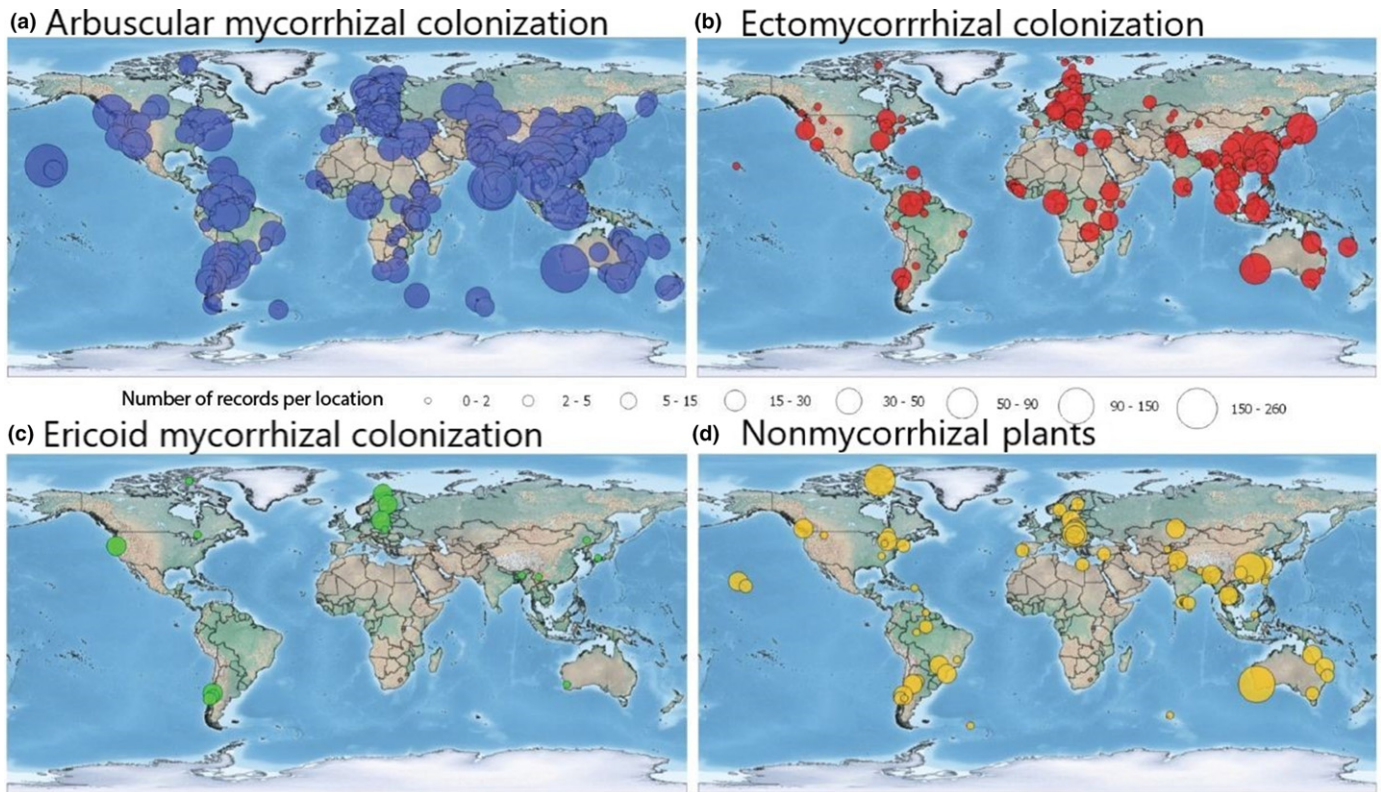 (a) Arbuscular mycorrhizal colonization
(b) Ectomycorrrhizal colonization
Number of records per location 0 - 2 2 - 5 5 - 15 15 - 30 30 - 50 50 - 90 90 - 150 150 - 260
(c) Ericoid mycorrhizal colonization
(d) Nonmycorrhizal plants